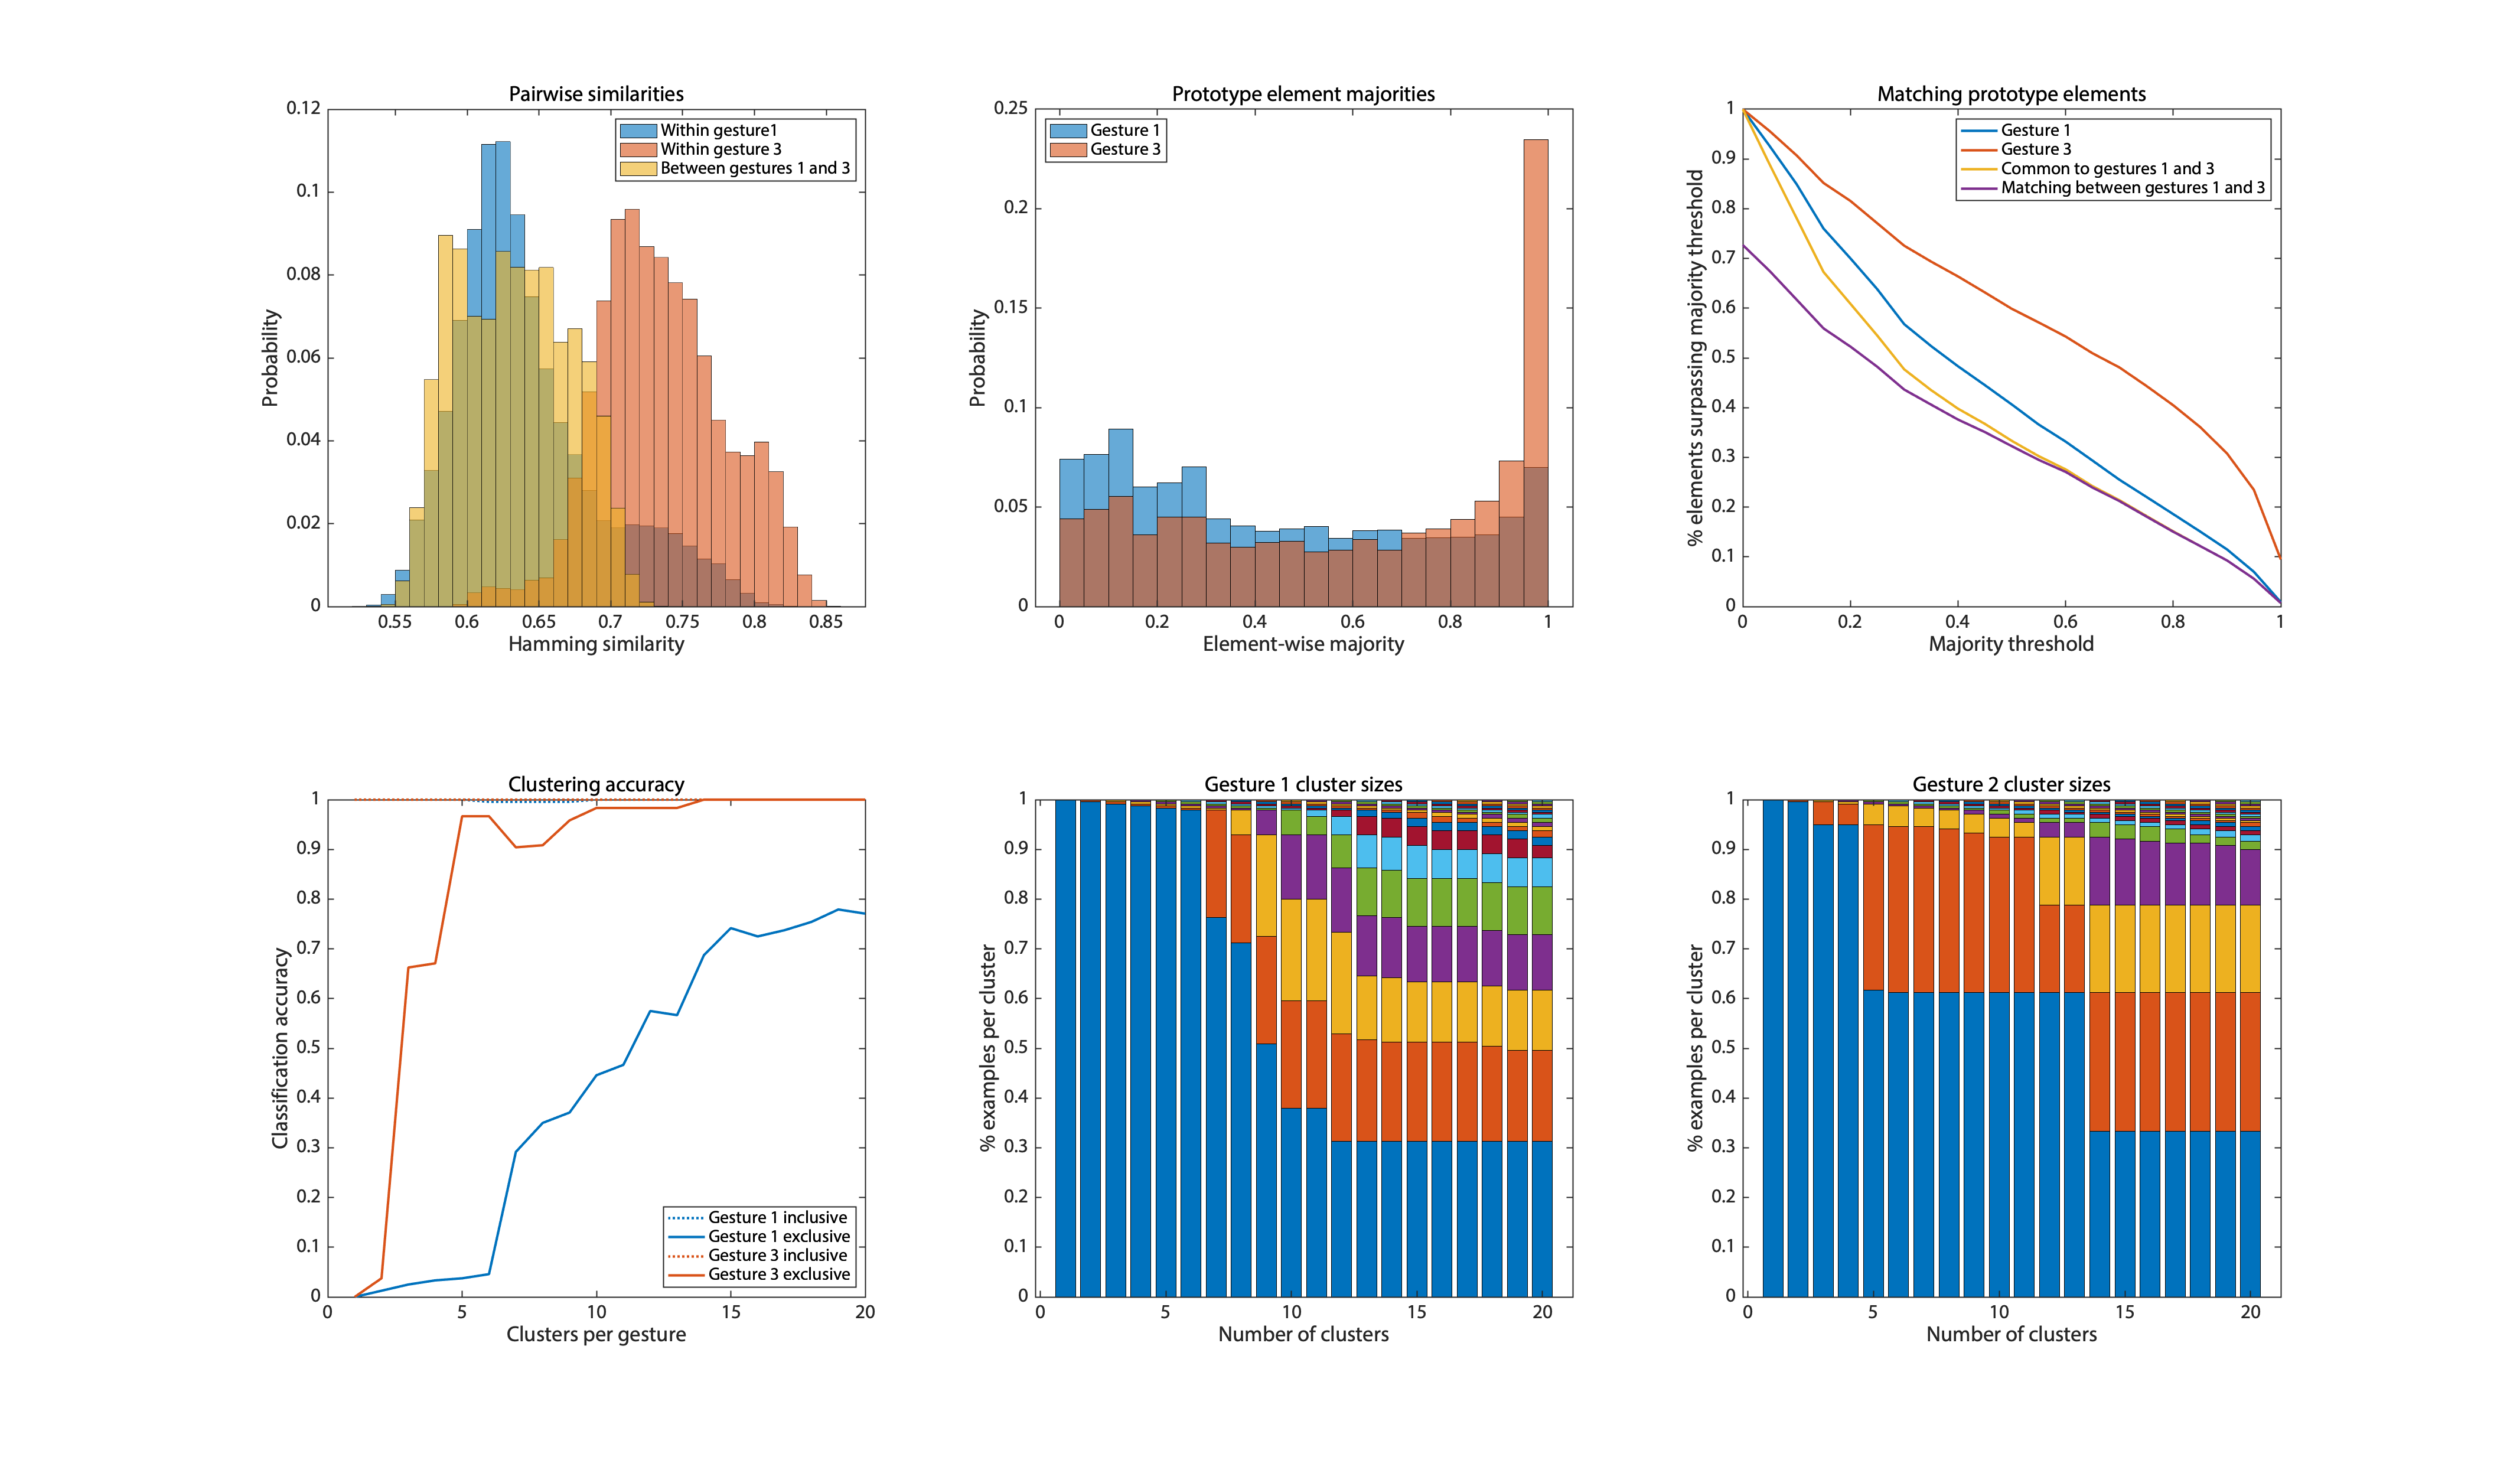 Pairwise similarities
0.12
0.1
0.08
0.06
0.04
0.02
0
Probability
Within gesture1
Within gesture 3
Between gestures 1 and 3
0.55 0.6 0.65 0.7 0.75 0.8 0.85
Hamming similarity
Prototype element majorities
0.25
0.2
0.15
0.1
0.05
0
Probability
Gesture 1
Gesture 3
0 0.2 0.4 0.6 0.8 1
Element-wise majority
Matching prototype elements
1
0.9
0.8
0.7
0.6
0.5
0.4
0.3
0.2
0.1
0
% elements surpassing majority threshold
Gesture 1
Gesture 3
Common to gestures 1 and 3
Matching between gestures 1 and 3
0 0.2 0.4 0.6 0.8 1
Majority threshold
Clustering accuracy
1
0.9
0.8
0.7
0.6
0.5
0.4
0.3
0.2
0.1
0
Classification accuracy
Gesture 1 inclusive
Gesture 1 exclusive
Gesture 3 inclusive
Gesture 3 exclusive
0 5 10 15 20
Clusters per gesture
Gesture 1 cluster sizes
1
0.9
0.8
0.7
0.6
0.5
0.4
0.3
0.2
0.1
0
% examples per cluster
0 5 10 15 20
Number of clusters
Gesture 2 cluster sizes
1
0.9
0.8
0.7
0.6
0.5
0.4
0.3
0.2
0.1
0
% examples per cluster
0 5 10 15 20
Number of clusters